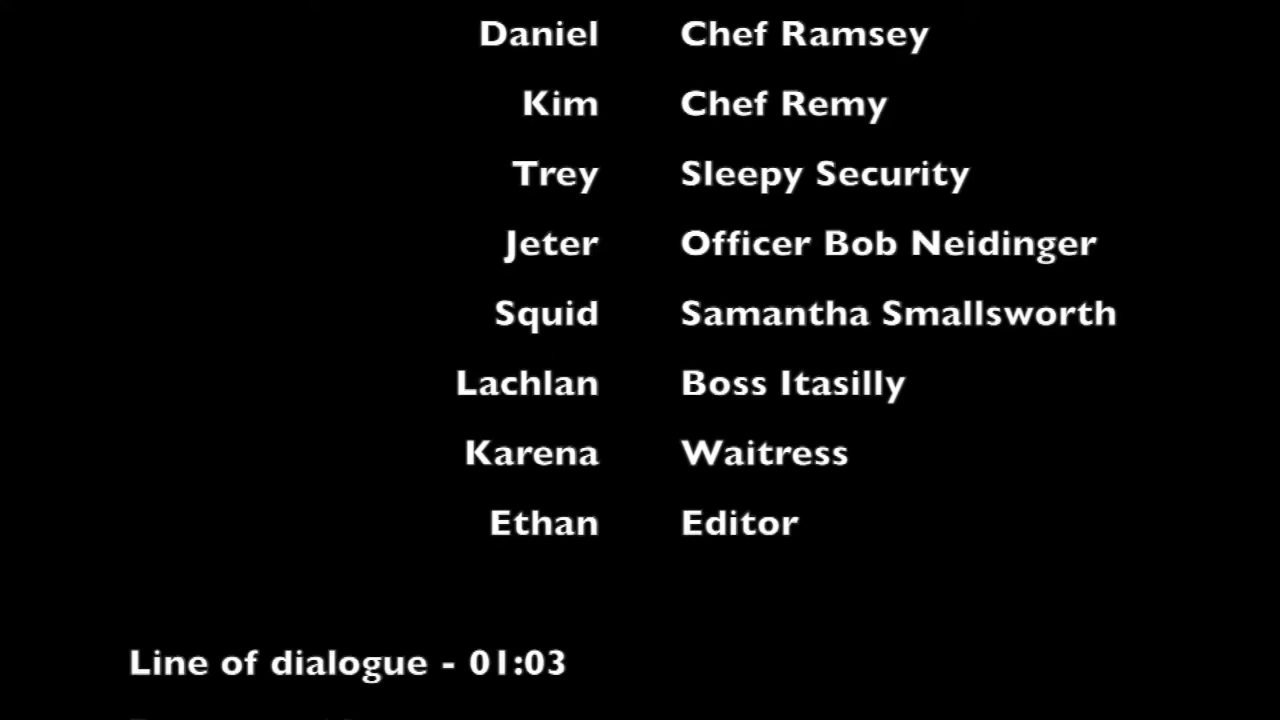 Daniel Chef Ramsey
Kim Chef Remy
Trey Sleepy Security
Jeter Officer Bob Neidinger
Squid Samantha Smallsworth
Lachlan Boss Itasilly
Karena Waitress
Ethan Editor
Line of dialogue - 01:03